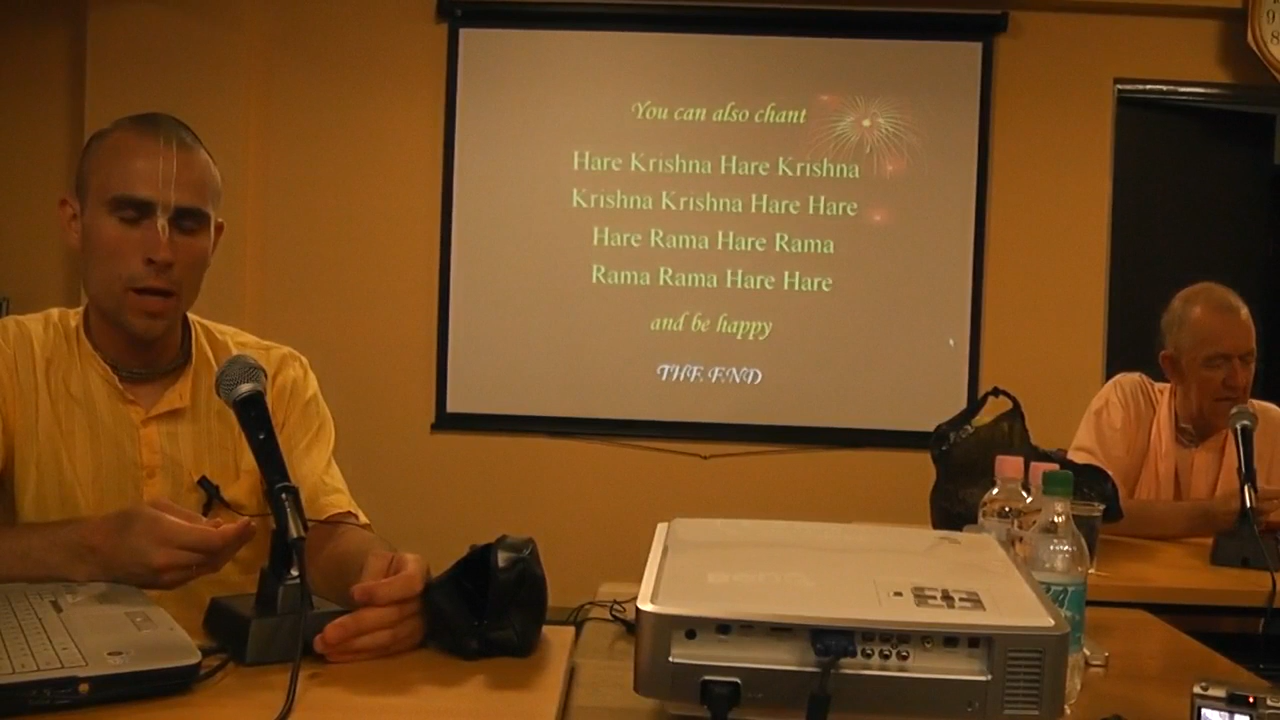 You can also chant
Hare Krishna Hare Krishna
Krishna Krishna Hare Hare
Hare Rama Hare Rama
Rama Rama Hare Hare
and be happy
THE END